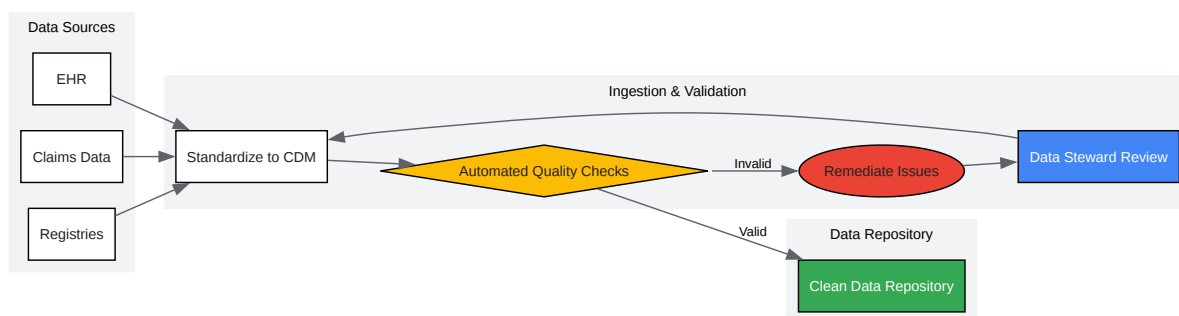 Data Sources
EHR
Claims Data
Registries
Ingestion & Validation
Standardize to CDM
Automated Quality Checks
Invalid
Remediate Issues
Data Steward Review
Valid
Data Repository
Clean Data Repository